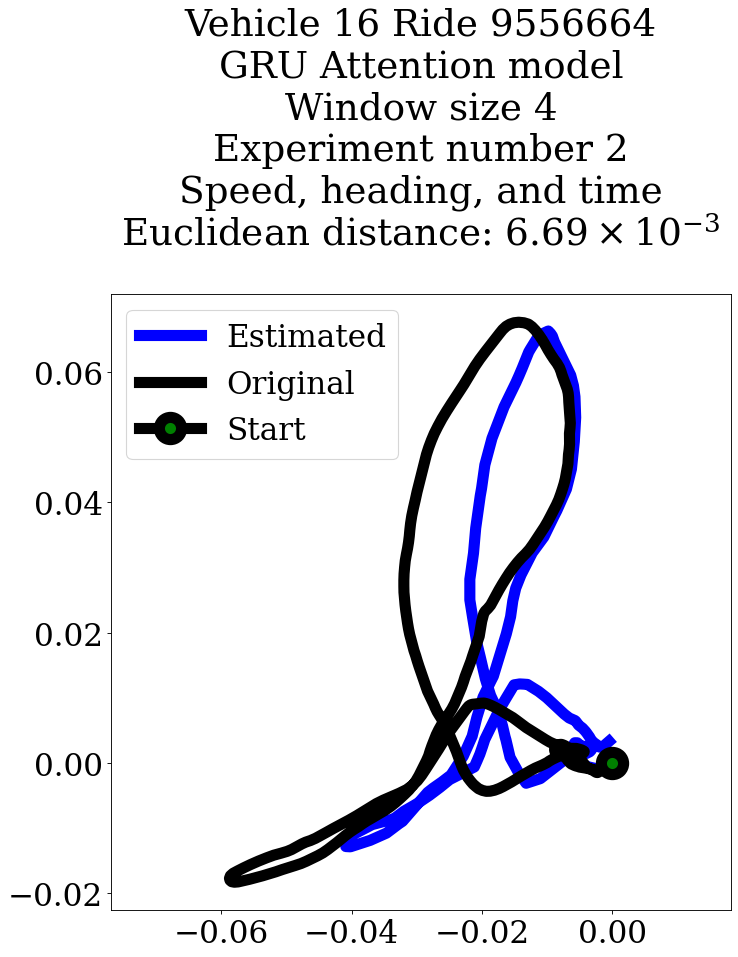 Vehicle 16 Ride 9556664
GRU Attention model
Window size 4
Experiment number 2
Speed, heading, and time
Euclidean distance: 6.69 × 10⁻³
Estimated
Original
Start
0.06
0.04
0.02
0.00
−0.02
−0.06
−0.04
−0.02
0.00